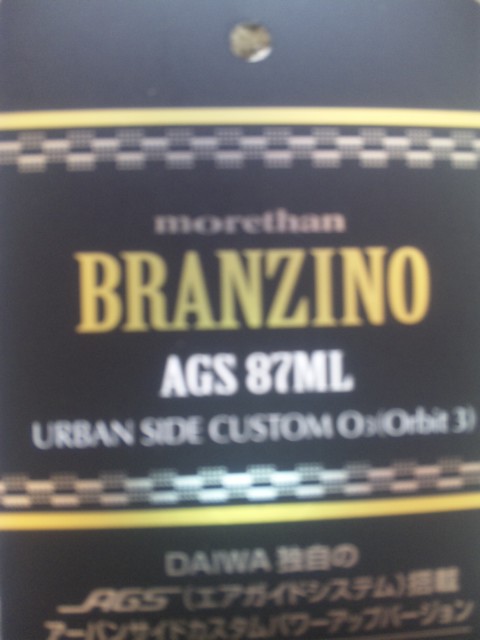 morethan
BRANZINO
AGS 87ML
URBAN SIDE CUSTOM O3(Orbit 3)
DAIWA 独自の
AGS (エアガイドシステム)搭載
アーバンサイドカスタムパワーアップバージョン